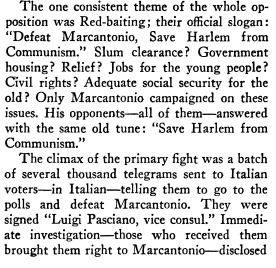 The one consistent theme of the whole op-
position was Red-baiting; their official slogan:
"Defeat Marcantonio, Save Harlem from
Communism." Slum clearance? Government
housing? Relief? Jobs for the young people?
Civil rights? Adequate social security for the
old? Only Marcantonio campaigned on these
issues. His opponents—all of them—answered
with the same old tune: "Save Harlem from
Communism."
The climax of the primary fight was a batch
of several thousand telegrams sent to Italian
voters—in Italian—telling them to go to the
polls and defeat Marcantonio. They were
signed "Luigi Pasciano, vice consul." Immedi-
ate investigation—those who received them
brought them right to Marcantonio—disclosed